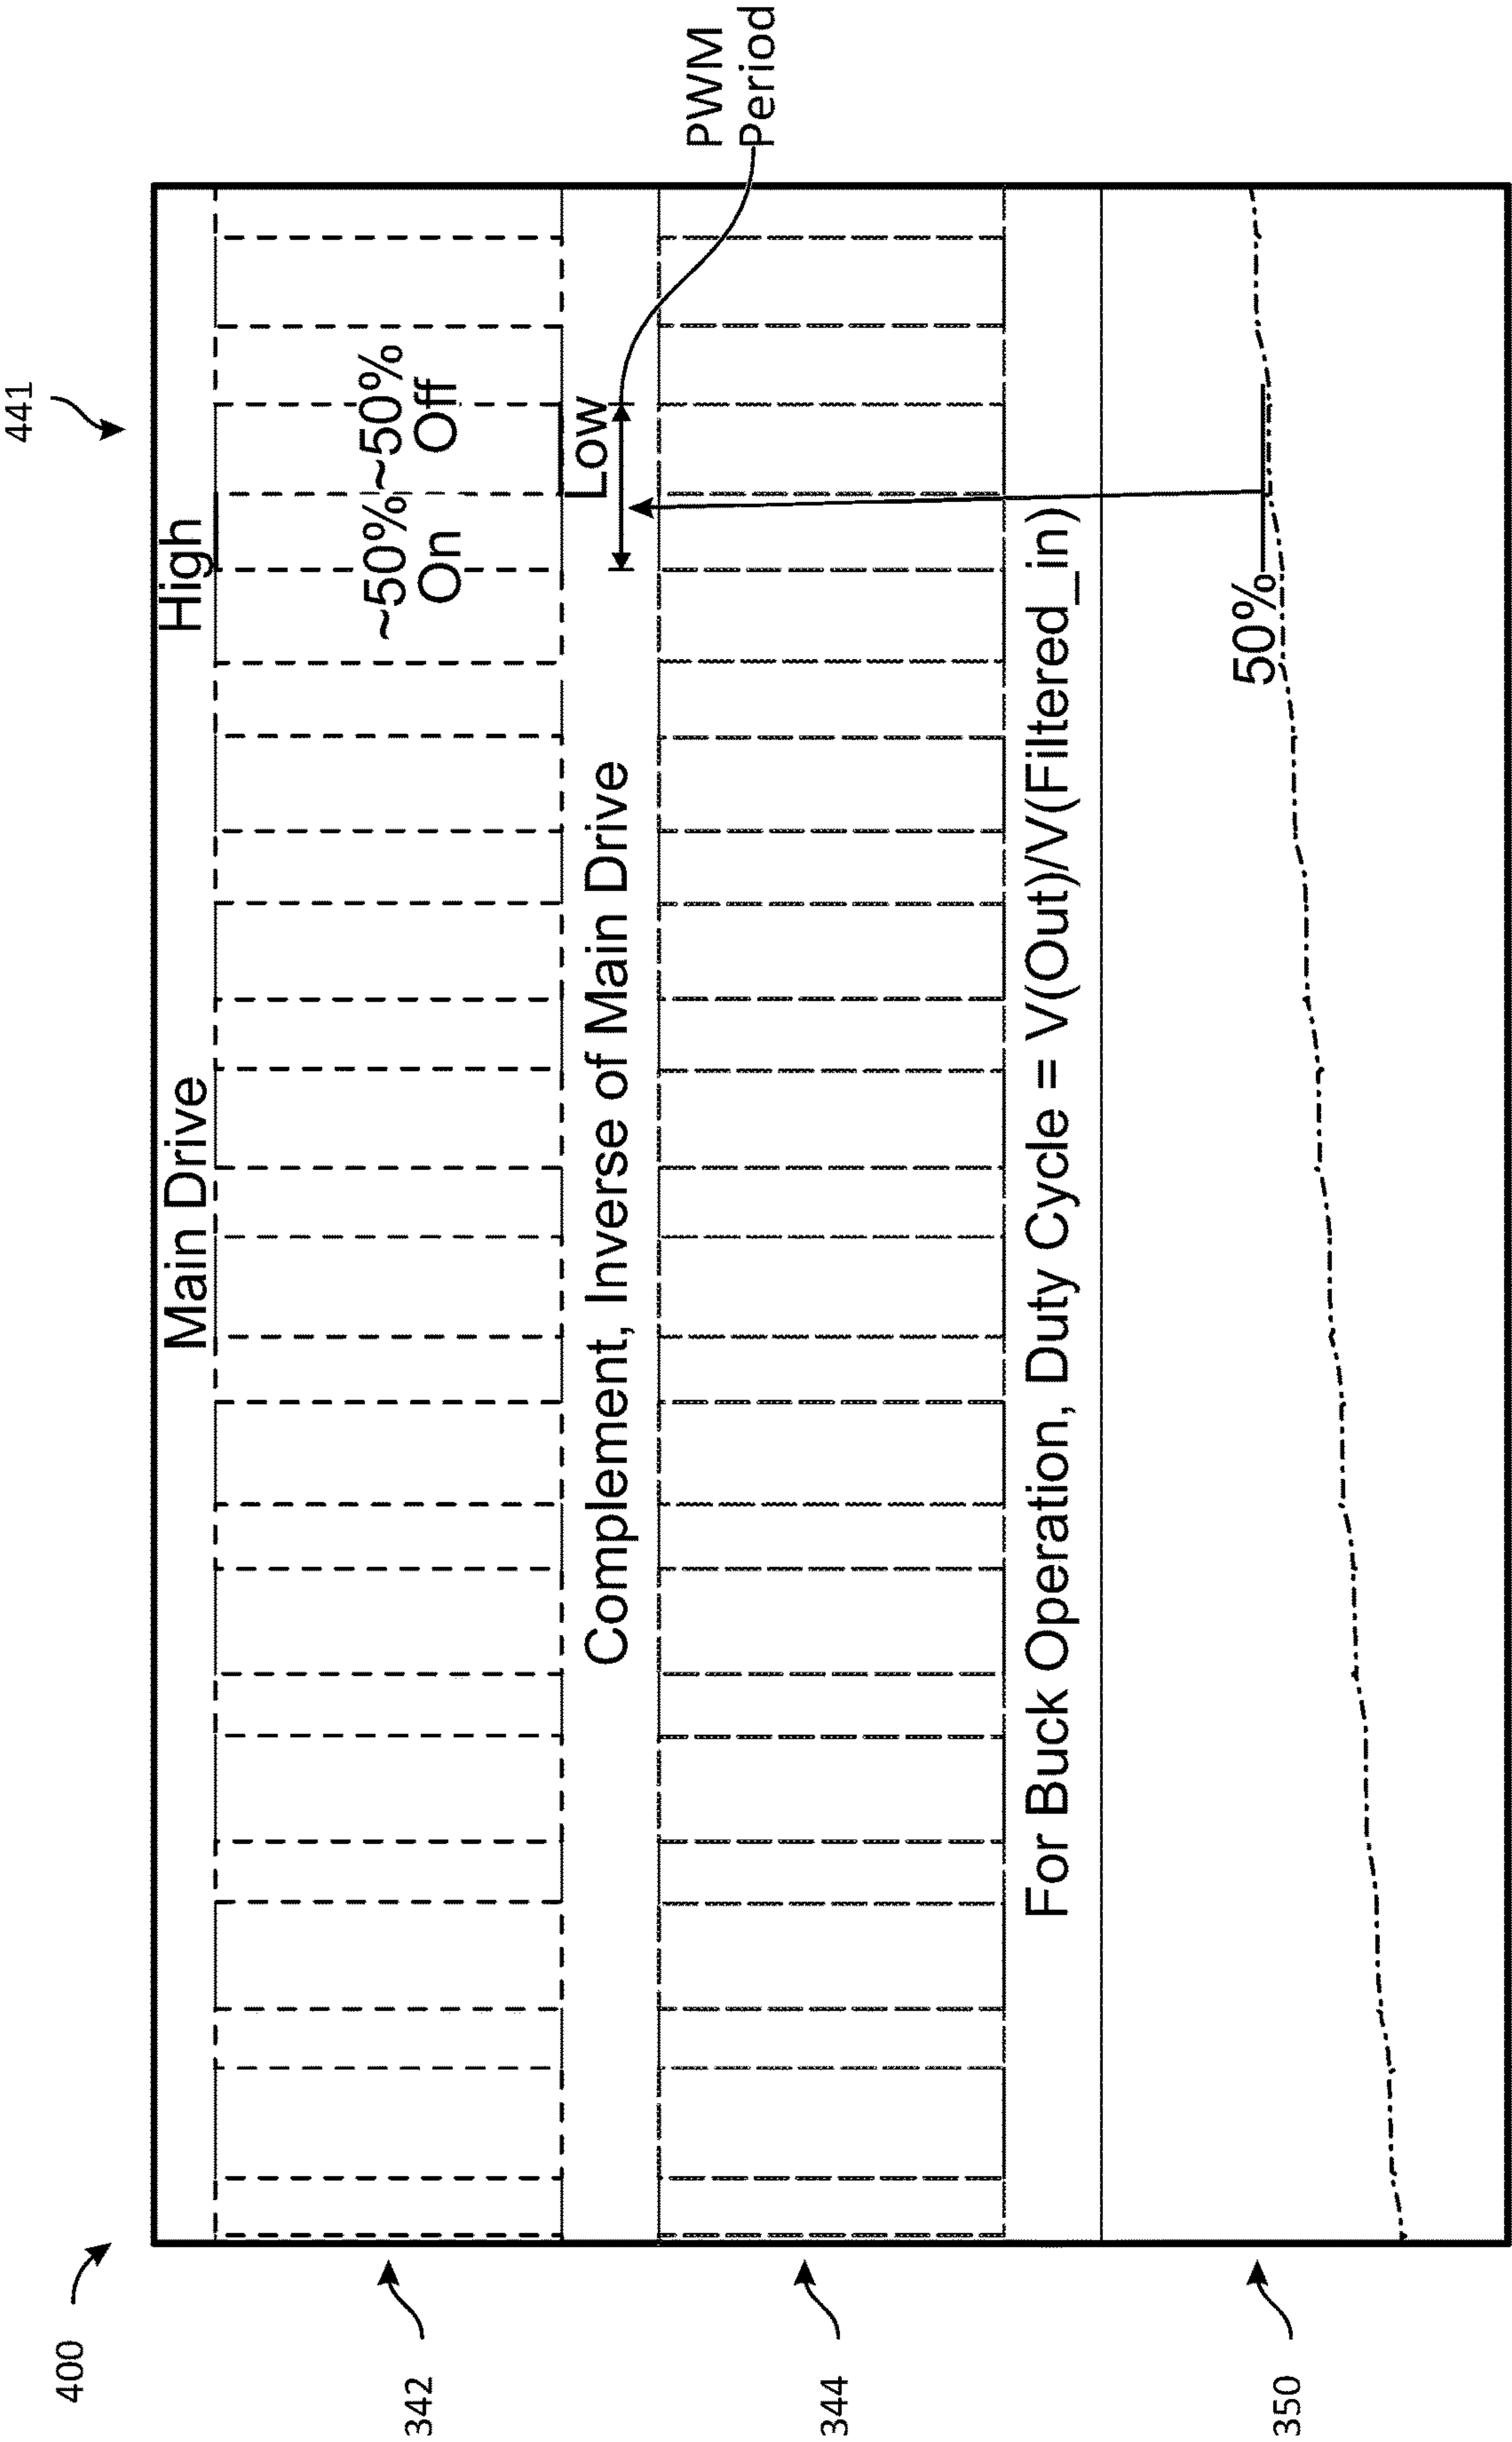 400
441
Main Drive
High
342
~50%
On
~50%
Off
Low
PWM
Period
Complement, Inverse of Main Drive
344
For Buck Operation, Duty Cycle = V(Out)/V(Filtered_in)
350
50%